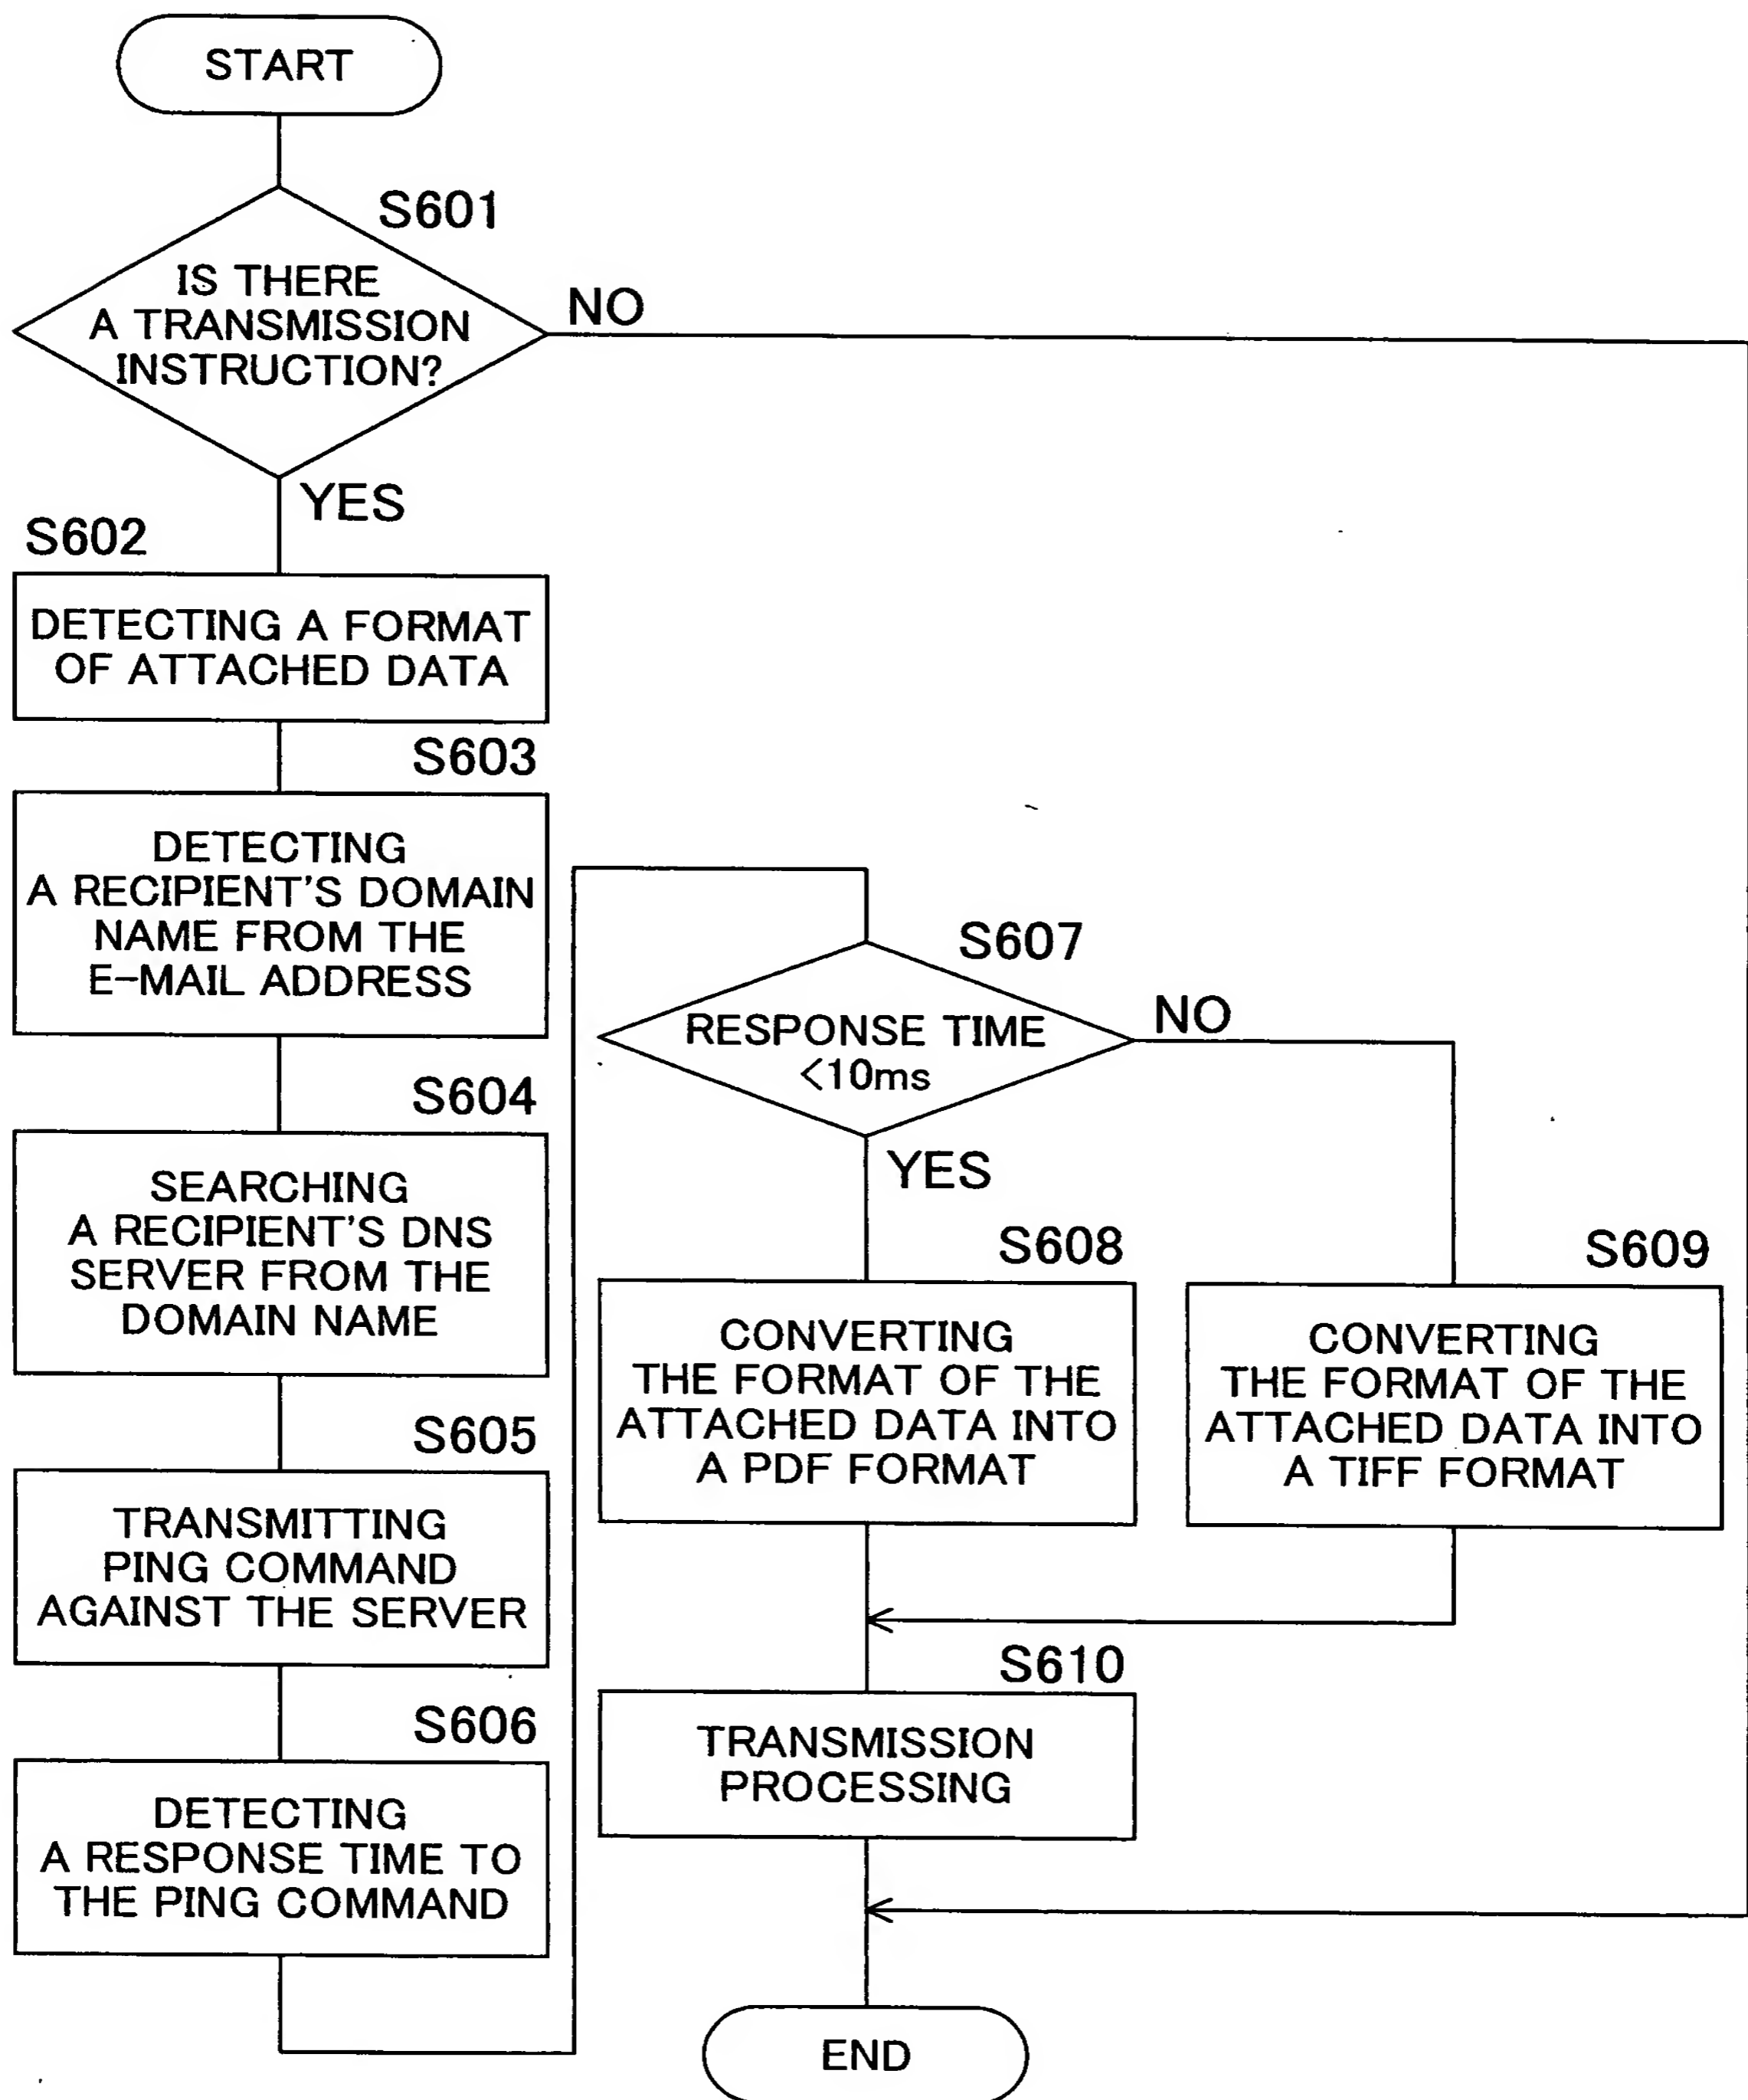 START
S601
IS THERE
A TRANSMISSION
INSTRUCTION?
NO
YES
S602
DETECTING A FORMAT
OF ATTACHED DATA
S603
DETECTING
A RECIPIENT'S DOMAIN
NAME FROM THE
E-MAIL ADDRESS
S604
SEARCHING
A RECIPIENT'S DNS
SERVER FROM THE
DOMAIN NAME
S605
TRANSMITTING
PING COMMAND
AGAINST THE SERVER
S606
DETECTING
A RESPONSE TIME TO
THE PING COMMAND
S607
RESPONSE TIME
<10ms
NO
YES
S608
CONVERTING
THE FORMAT OF THE
ATTACHED DATA INTO
A PDF FORMAT
S609
CONVERTING
THE FORMAT OF THE
ATTACHED DATA INTO
A TIFF FORMAT
S610
TRANSMISSION
PROCESSING
END